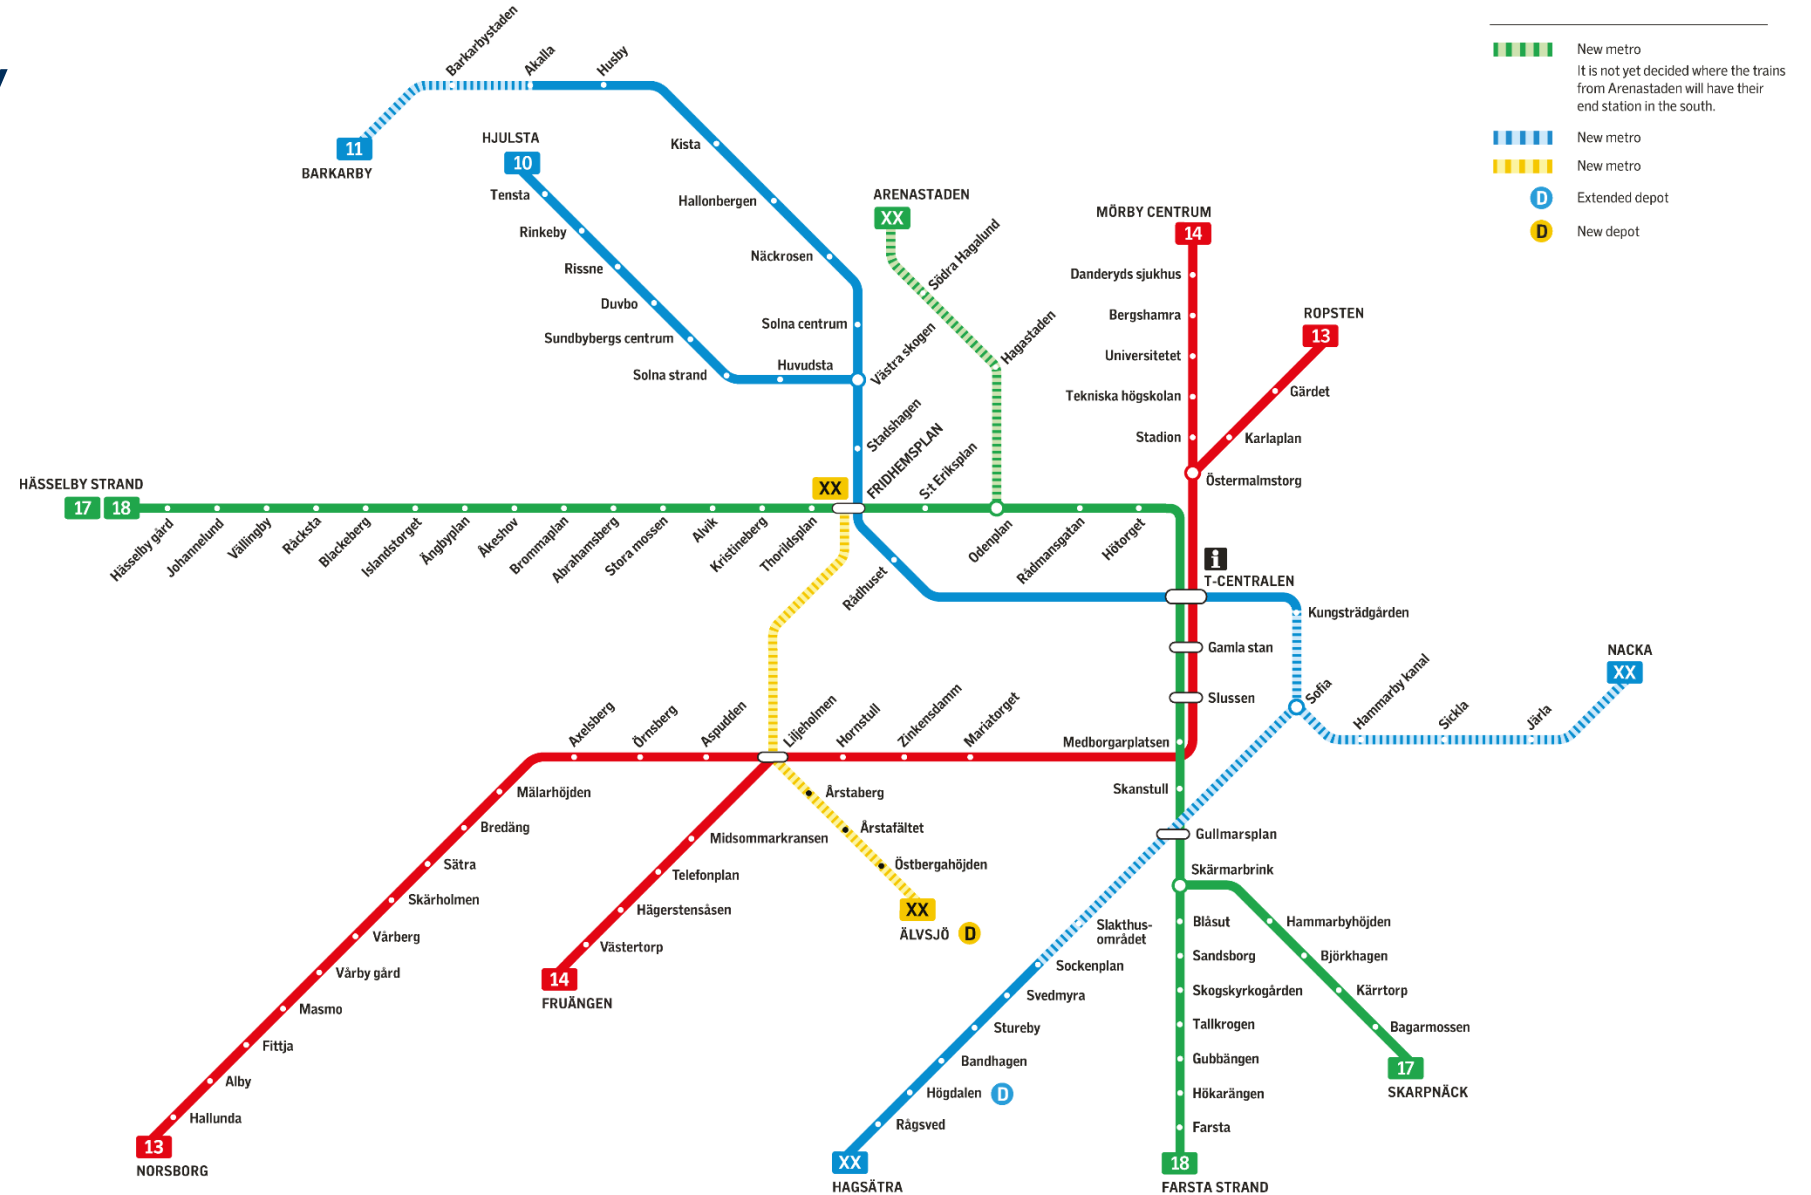 New metro
It is not yet decided where the trains
from Arenastaden will have their
end station in the south.
New metro
New metro
D
Extended depot
D
New depot
Barkarbystaden
Akalla
Husby
11
BARKARBY
HJULSTA
10
Kista
Tensta
Hallonbergen
Rinkeby
Näckrosen
Rissne
Duvbo
Solna centrum
Sundbybergs centrum
Huvudsta
Solna strand
Västra skogen
Stadshagen
FRIDHEMSPLAN
ARENASTADEN
XX
Södra Hagalund
Hagastaden
S:t Eriksplan
MÖRBY CENTRUM
14
Danderyds sjukhus
Bergshamra
Universitetet
Tekniska högskolan
Stadion
ROPSTEN
13
Gärdet
Karlaplan
Östermalmstorg
HÄSSELBY STRAND
17
18
XX
Hässelby gård
Johannelund
Vällingby
Råcksta
Blackeberg
Islandstorget
Ängbyplan
Åkeshov
Brommaplan
Abrahamsberg
Stora mossen
Alvik
Kristineberg
Thorildsplan
Rådhuset
Odenplan
Rådmansgatan
Hötorget
i
T-CENTRALEN
Kungsträdgården
Gamla stan
Slussen
Sofia
Hammarby kanal
Sickla
Järla
NACKA
XX
Axelsberg
Örnsberg
Aspudden
Liljeholmen
Hornstull
Zinkensdamm
Mariatorget
Medborgarplatsen
Skanstull
Gullmarsplan
Skärmarbrink
Mälarhöjden
Bredäng
Sätra
Skärholmen
Vårberg
Vårby gård
Masmo
Fittja
Alby
Hallunda
13
NORSBORG
Midsommarkransen
Telefonplan
Hägerstensåsen
Västertorp
14
FRUÄNGEN
Årstaberg
Årstafältet
Östbergahöjden
XX
ÄLVSJÖ
D
Slakthus-
området
Sockenplan
Svedmyra
Stureby
Bandhagen
Högdalen
D
Rågsved
XX
HAGSÄTRA
Blåsut
Sandsborg
Skogskyrkogården
Tallkrogen
Gubbängen
Hökarängen
Farsta
18
FARSTA STRAND
Hammarbyhöjden
Björkhagen
Kärrtorp
Bagarmossen
17
SKARPNÄCK